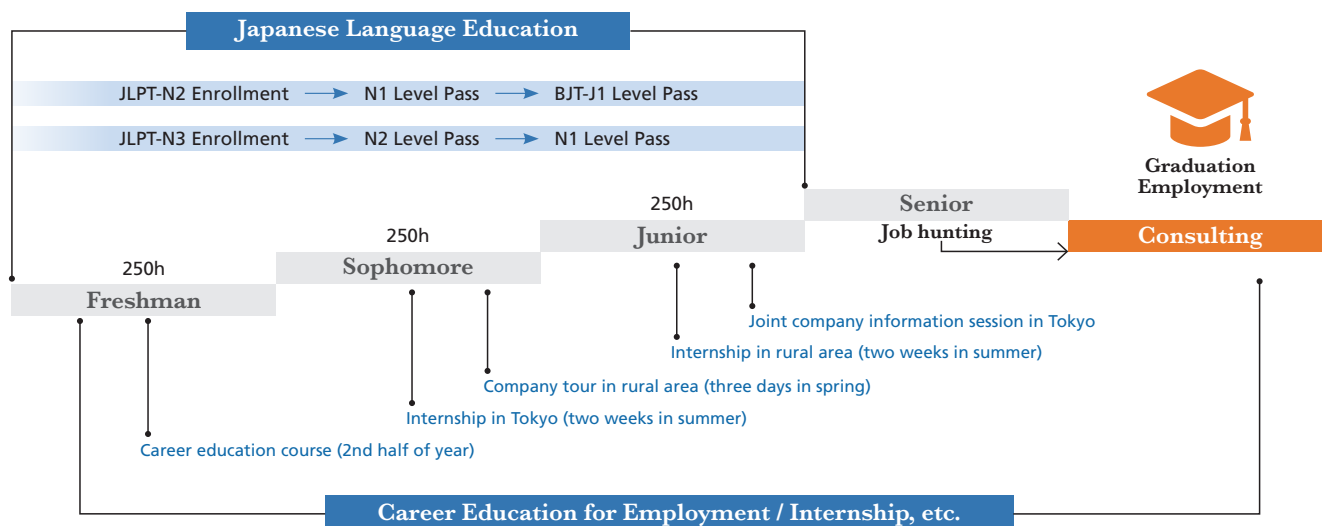 Japanese Language Education
JLPT-N2 Enrollment N1 Level Pass BJT-J1 Level Pass
JLPT-N3 Enrollment N2 Level Pass N1 Level Pass
Graduation
Employment
Senior
250h
Job hunting
Consulting
Junior
250h
Sophomore
250h
Freshman
Joint company information session in Tokyo
Internship in rural area (two weeks in summer)
Company tour in rural area (three days in spring)
Internship in Tokyo (two weeks in summer)
Career education course (2nd half of year)
Career Education for Employment / Internship, etc.